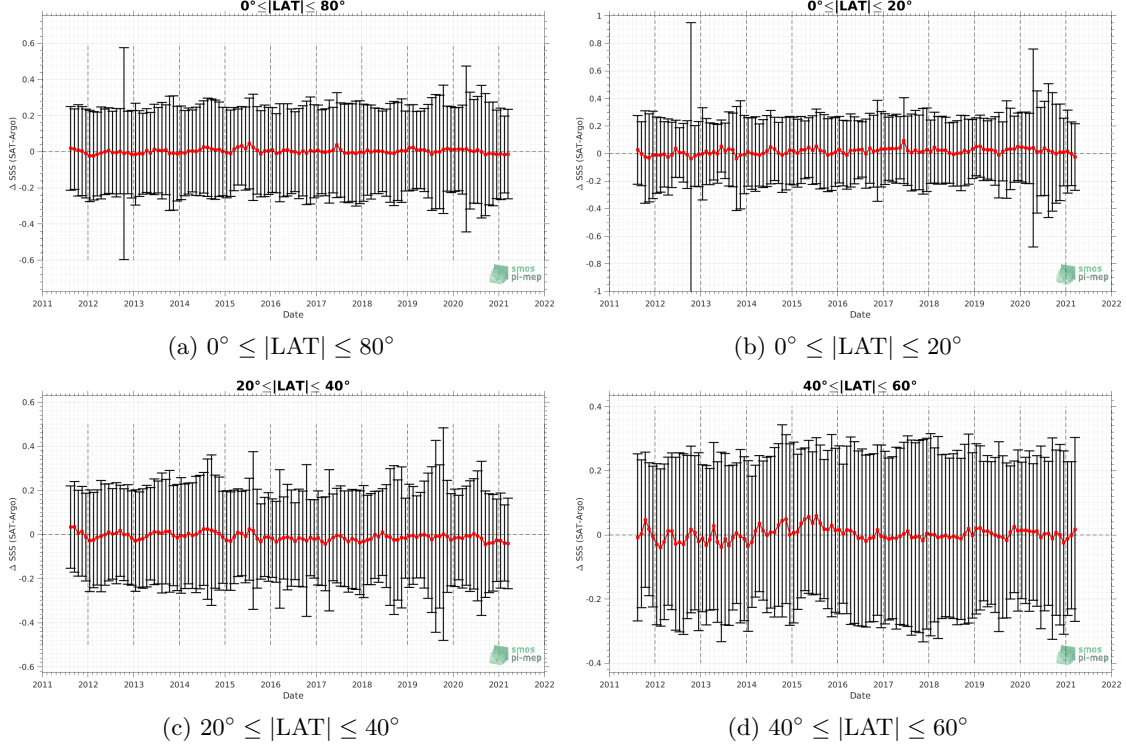 0°≤|LAT|≤ 80°
Δ SSS (SAT-Argo)
0.6
0.4
0.2
0
-0.2
-0.4
-0.6
smos
pi-mep
2011 2012 2013 2014 2015 2016 2017 2018 2019 2020 2021 2022
Date
(a) 0° ≤ |LAT| ≤ 80°
0°≤|LAT|≤ 20°
Δ SSS (SAT-Argo)
1
0.8
0.6
0.4
0.2
0
-0.2
-0.4
-0.6
-0.8
-1
smos
pi-mep
2011 2012 2013 2014 2015 2016 2017 2018 2019 2020 2021 2022
Date
(b) 0° ≤ |LAT| ≤ 20°
20°≤|LAT|≤ 40°
Δ SSS (SAT-Argo)
0.6
0.4
0.2
0
-0.2
-0.4
-0.6
smos
pi-mep
2011 2012 2013 2014 2015 2016 2017 2018 2019 2020 2021 2022
Date
(c) 20° ≤ |LAT| ≤ 40°
40°≤|LAT|≤ 60°
Δ SSS (SAT-Argo)
0.4
0.2
0
-0.2
-0.4
smos
pi-mep
2011 2012 2013 2014 2015 2016 2017 2018 2019 2020 2021 2022
Date
(d) 40° ≤ |LAT| ≤ 60°